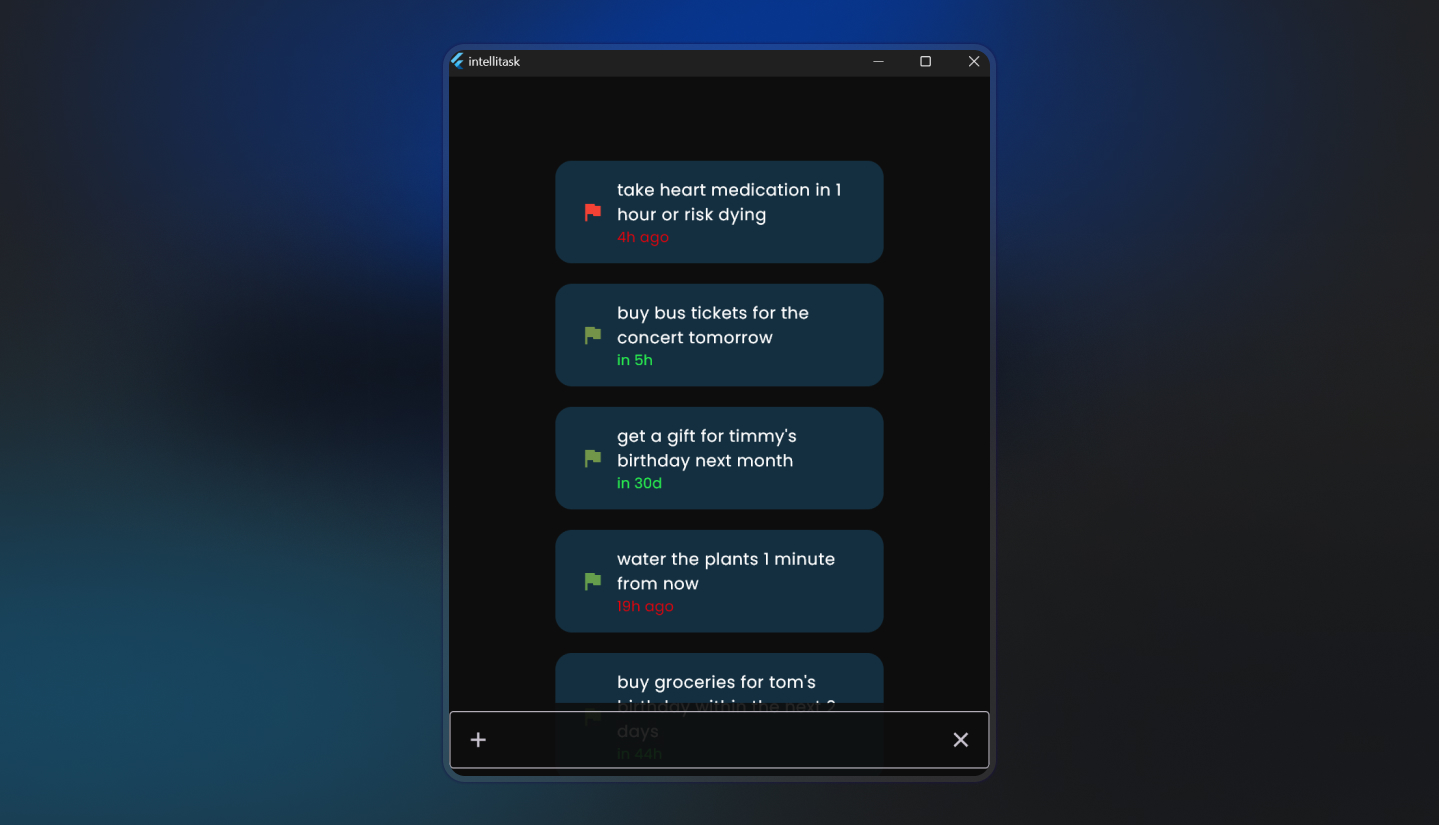 intellitask
take heart medication in 1
hour or risk dying
4h ago
buy bus tickets for the
concert tomorrow
in 5h
get a gift for timmy's
birthday next month
in 30d
water the plants 1 minute
from now
19h ago
buy groceries for tom's
birthday within the next 2
days
in 44h